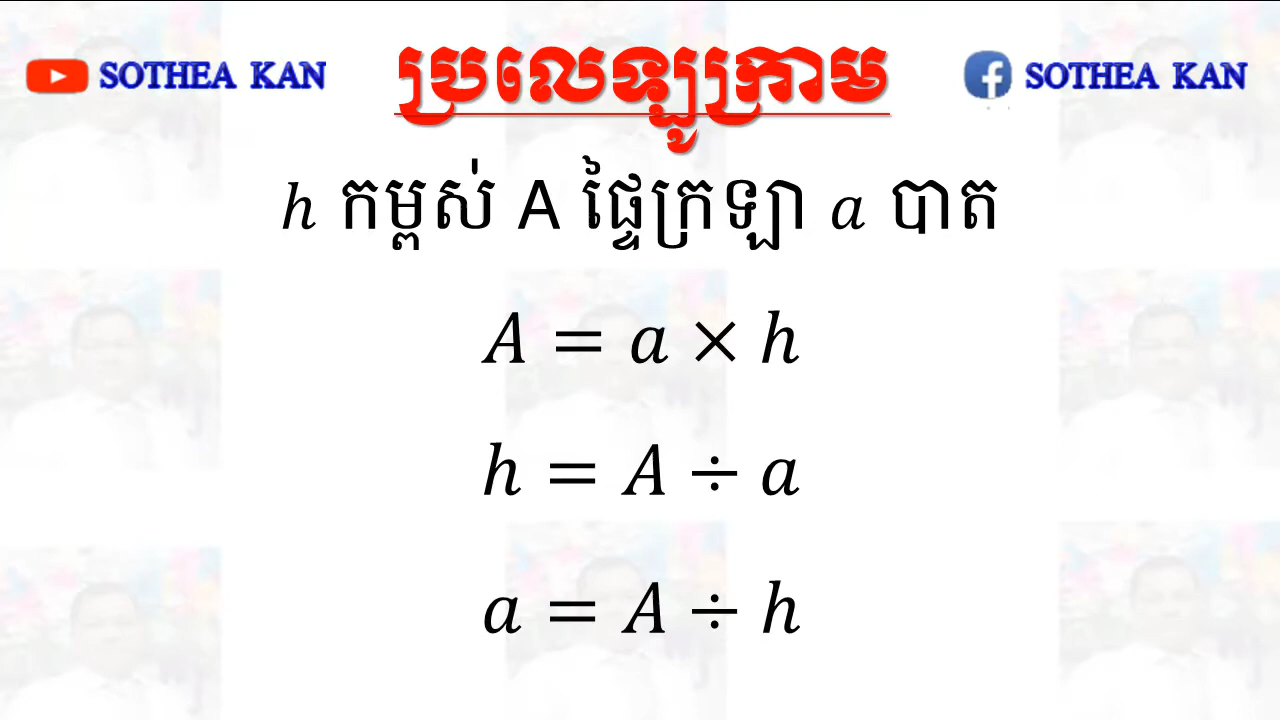 SOTHEA KAN
ប្រលេឡូក្រាម
SOTHEA KAN
h កម្ពស់ A ផ្ទៃក្រឡា a បាត
A = a × h
h = A ÷ a
a = A ÷ h